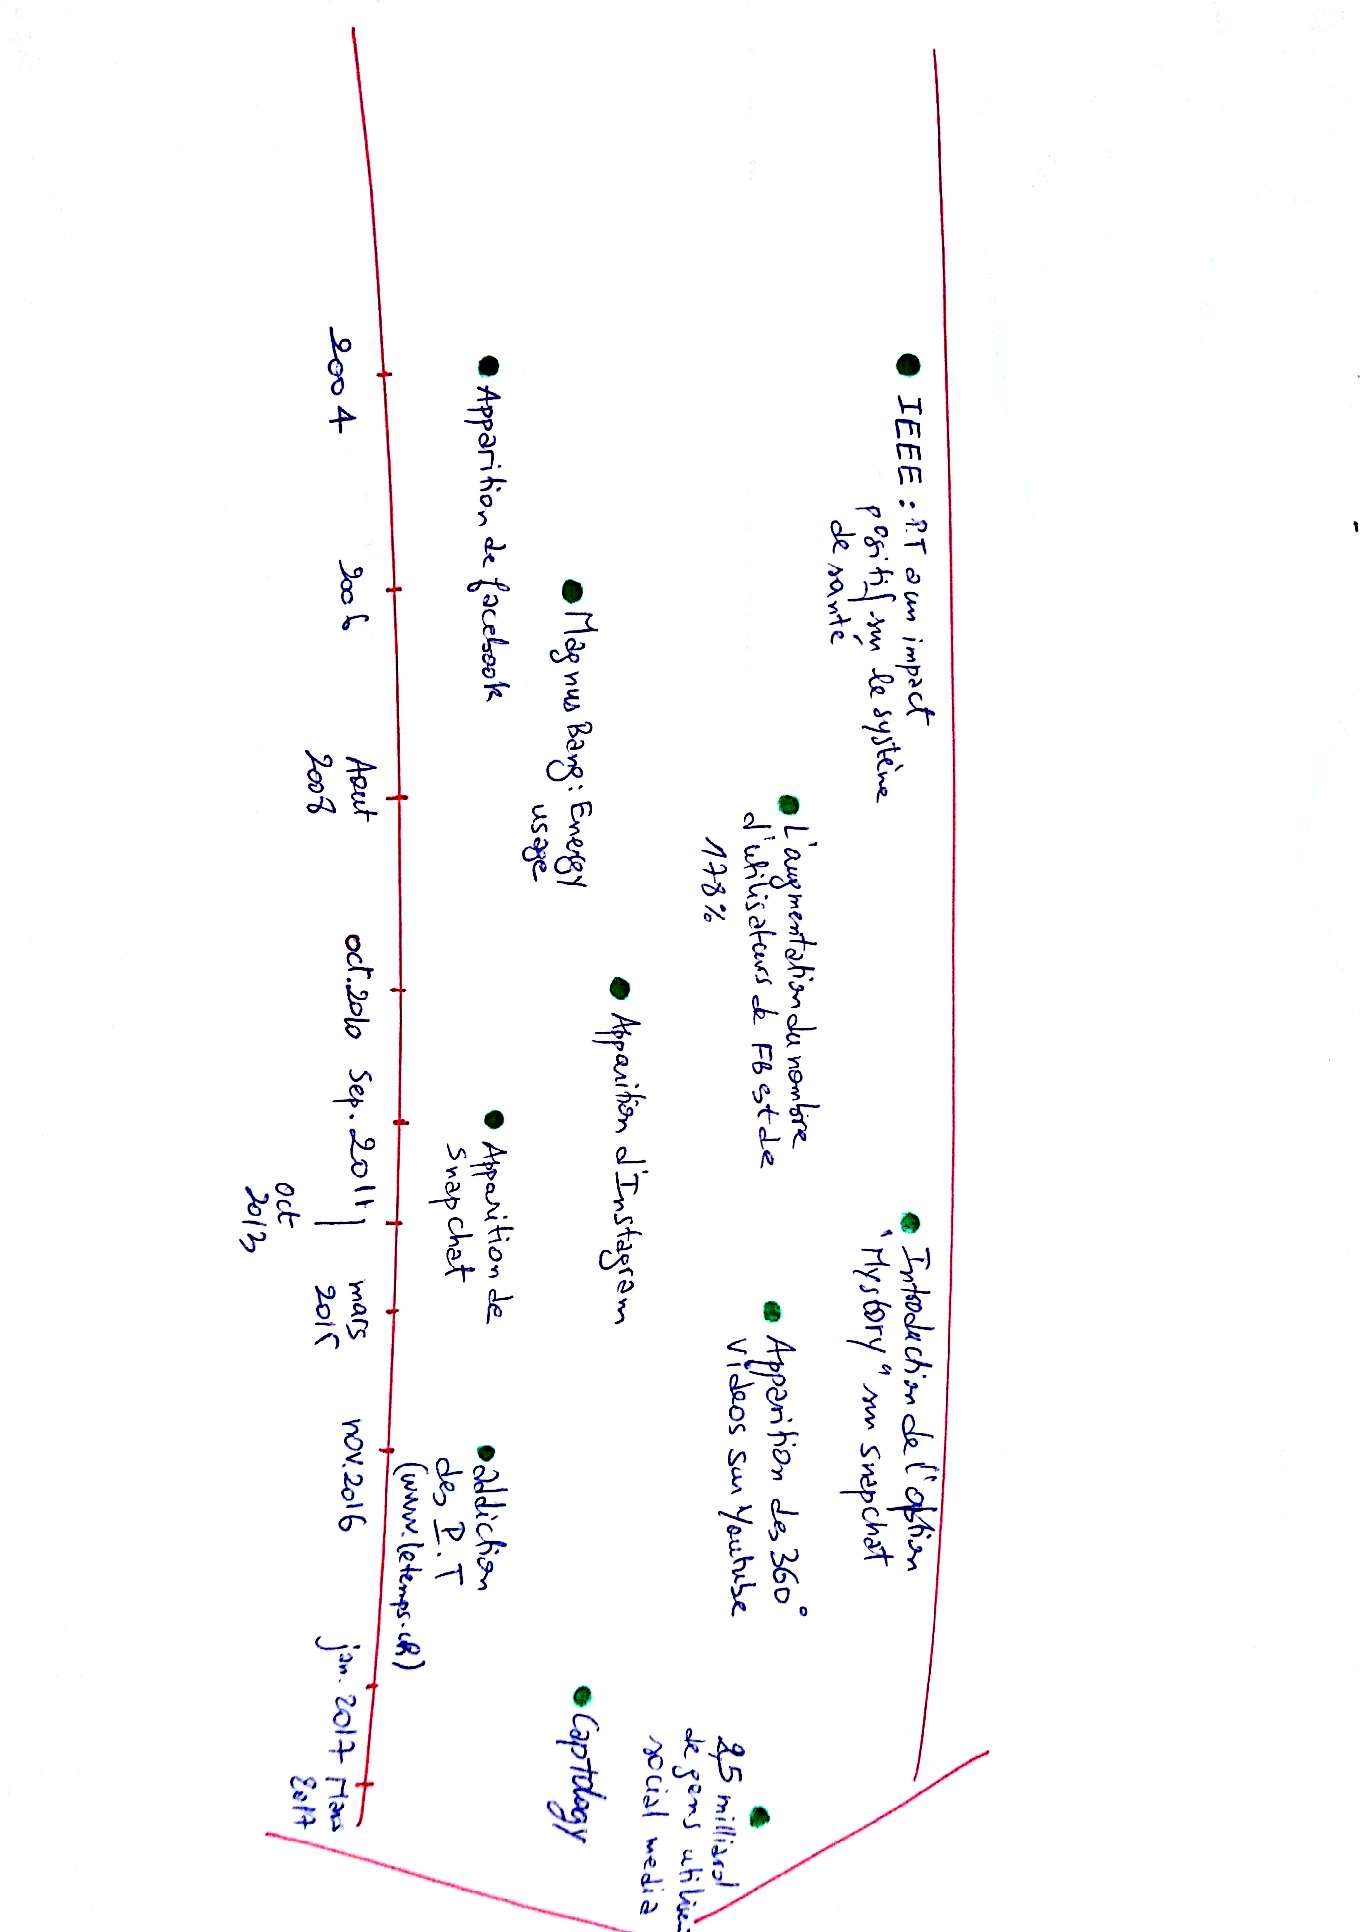 IEEE : P.T a un impact
positif sur le système
de santé
Introduction de l'option
"Mystory" sur snapchat
L'augmentation du nombre
d'utilisateurs de FB est de
178%
Apparition des 360°
videos sur Youtube
2,5 milliard
de gens utilisent
social media
Apparition d'Instagram
Magnus Bang: Energy
usage
Captology
Apparition de facebook
Apparition de
Snapchat
addiction
des P.T
(www.letemps.ch)
2004
2006
Aout
2008
oct.2010
Sep. 2011
oct
2013
mars
2015
nov.2016
jan. 2017
Mars
2017